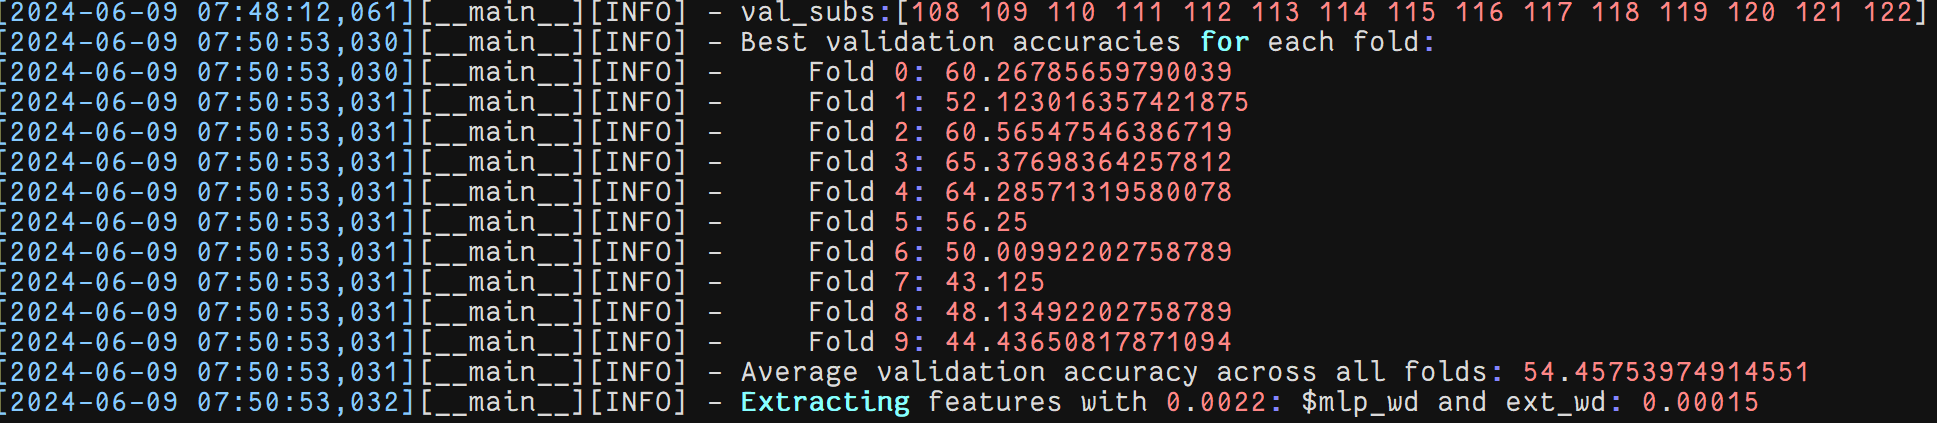 [2024-06-09 07:48:12,061][__main__][INFO] - val_subs:[108 109 110 111 112 113 114 115 116 117 118 119 120 121 122]
[2024-06-09 07:50:53,030][__main__][INFO] - Best validation accuracies for each fold:
[2024-06-09 07:50:53,030][__main__][INFO] -     Fold 0: 60.26785659790039
[2024-06-09 07:50:53,031][__main__][INFO] -     Fold 1: 52.123016357421875
[2024-06-09 07:50:53,031][__main__][INFO] -     Fold 2: 60.56547546386719
[2024-06-09 07:50:53,031][__main__][INFO] -     Fold 3: 65.37698364257812
[2024-06-09 07:50:53,031][__main__][INFO] -     Fold 4: 64.28571319580078
[2024-06-09 07:50:53,031][__main__][INFO] -     Fold 5: 56.25
[2024-06-09 07:50:53,031][__main__][INFO] -     Fold 6: 50.00992202758789
[2024-06-09 07:50:53,031][__main__][INFO] -     Fold 7: 43.125
[2024-06-09 07:50:53,031][__main__][INFO] -     Fold 8: 48.13492202758789
[2024-06-09 07:50:53,031][__main__][INFO] -     Fold 9: 44.43650817871094
[2024-06-09 07:50:53,031][__main__][INFO] - Average validation accuracy across all folds: 54.45753974914551
[2024-06-09 07:50:53,032][__main__][INFO] - Extracting features with 0.0022: $mlp_wd and ext_wd: 0.00015